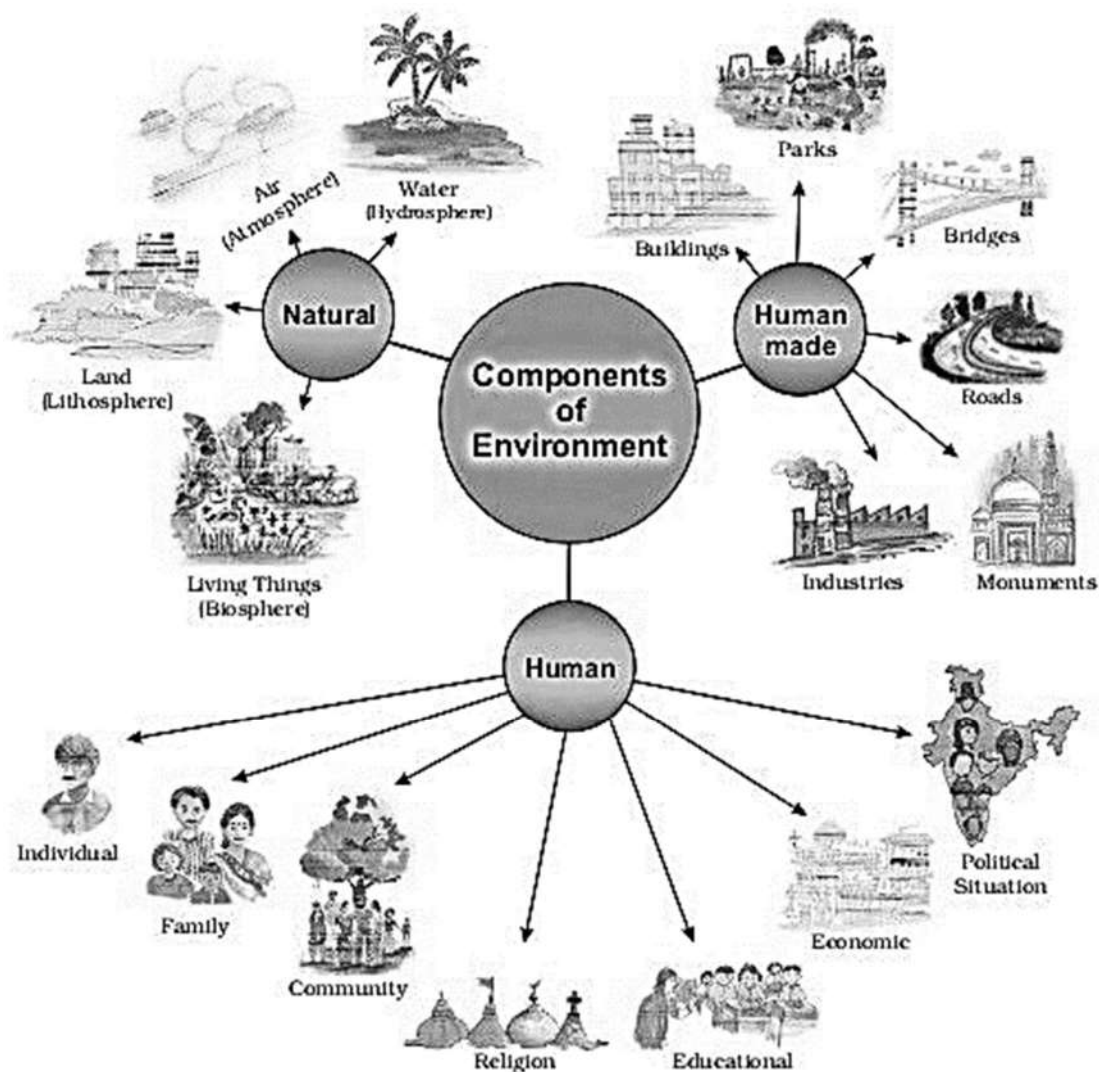 Components
of
Environment
Natural
Air
(Atmosphere)
Water
(Hydrosphere)
Land
(Lithosphere)
Living Things
(Biosphere)
Human
made
Buildings
Parks
Bridges
Roads
Monuments
Industries
Human
Individual
Family
Community
Religion
Educational
Economic
Political
Situation